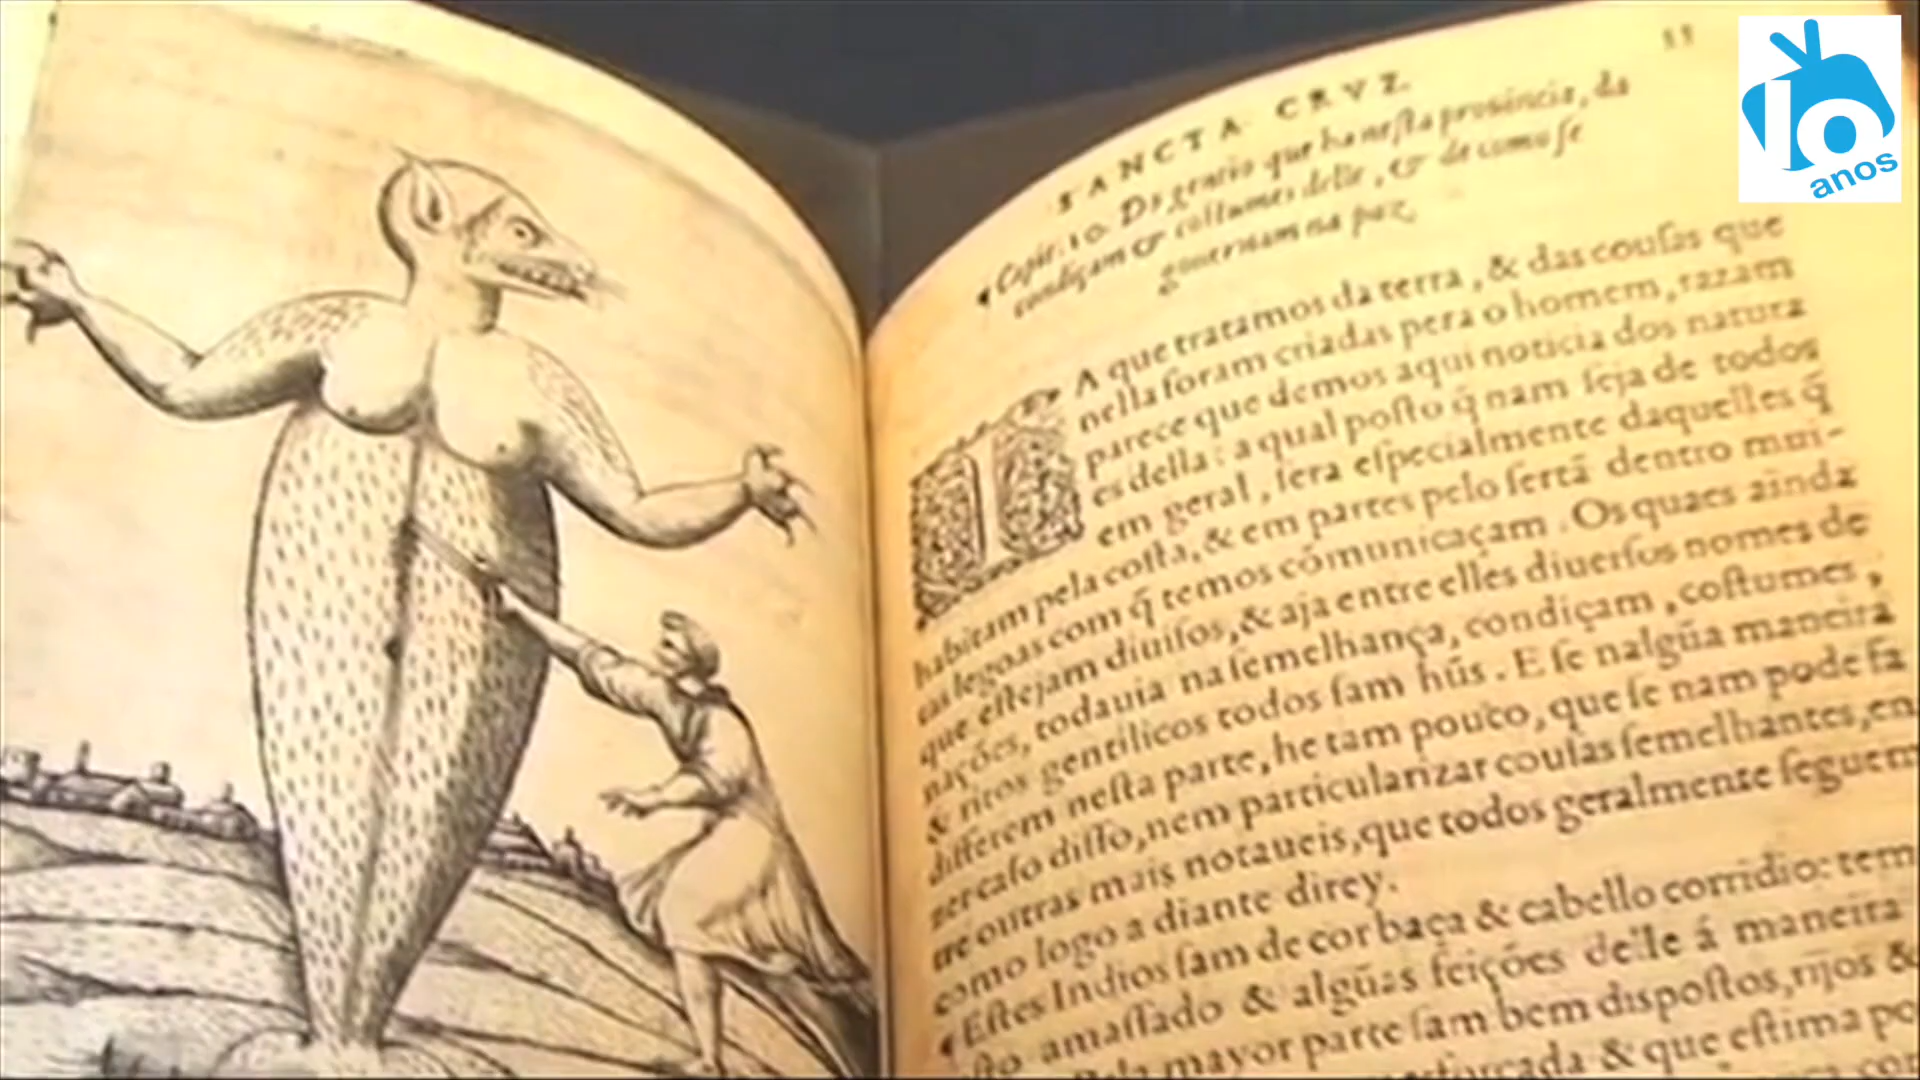 33
SANCTA CRVZ.
¶ Capit. 10. Do gentio que ha nesta prouincia, da
condiçam & costumes delle, & de como se
gouernam na paz.
IA que tratamos da terra, & das cousas que
nella foram criadas pera o homem, razam
parece que demos aqui noticia dos natura
es della: a qual posto q̃ nam seja de todos
em geral, sera especialmente daquelles q̃
habitam pela costa, & em partes pelo sertã dentro mui-
tas legoas com q̃ temos cómunicaçam. Os quaes ainda
que estejam diuisos, & aja entre elles diuersos nomes de
nações, todauia na semelhança, condiçam, costumes,
& ritos gentilicos todos sam hũs. E se nalgũa maneira
differem nesta parte, he tam pouco, que se nam pode fa
zer caso disso, nem particularizar cousas semelhantes, en
tre outras mais notaueis, que todos geralmente seguem
como logo a diante direy.
¶ Estes Indios sam de cor baça & cabello corridio: tem
sto amassado & algũas feições delle á maneira
Pela mayor parte sam bem dispostos, rijos &
& que estima po
10
anos